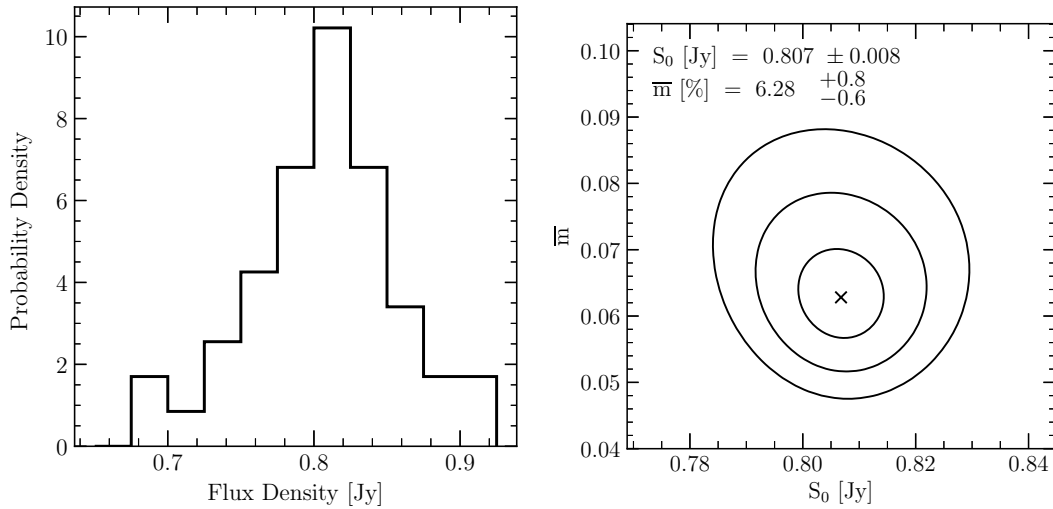 10
8
6
4
2
0
0.7 0.8 0.9
Probability Density
Flux Density [Jy]
S₀ [Jy] = 0.807 ± 0.008
m̅ [%] = 6.28 +0.8
−0.6
0.10
0.09
0.08
0.07
0.06
0.05
0.04
m̅
0.78 0.80 0.82 0.84
S₀ [Jy]